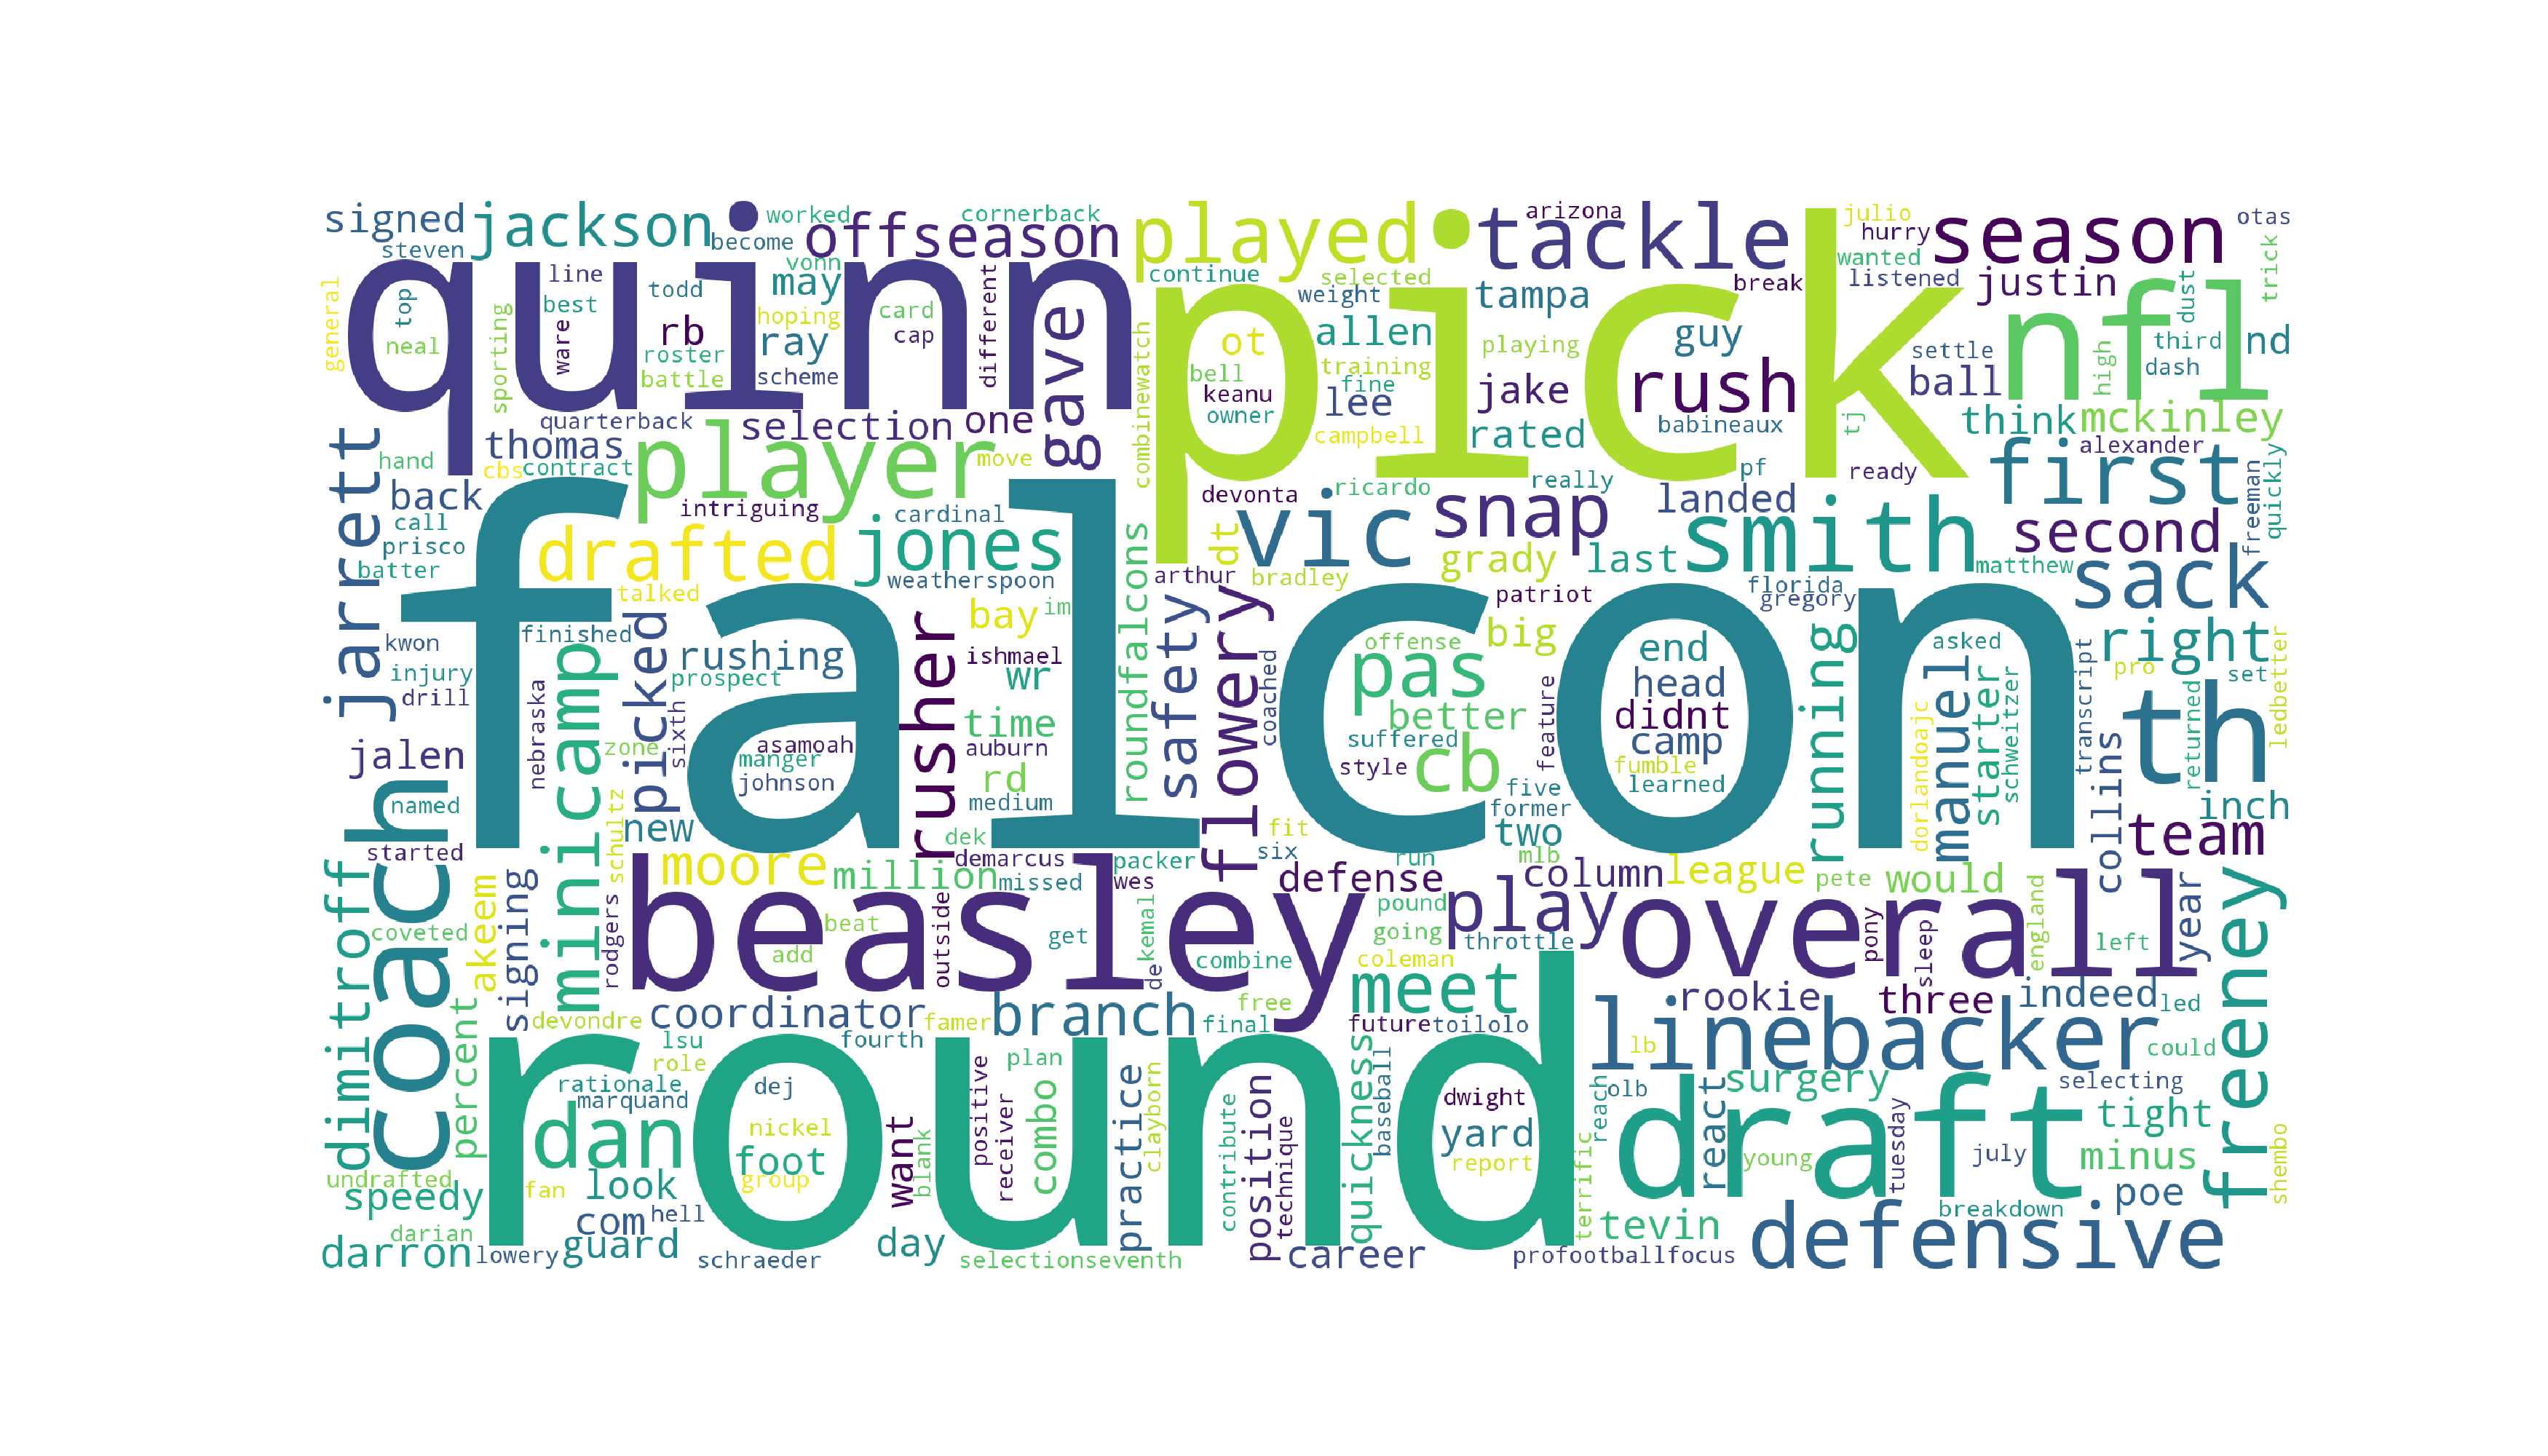 signed
jackson
worked
cornerback
offseason
played
arizona
tackle
julio
season
otas
steven
become
hurry
wanted
quinn
line
vonn
may
continue
selected
pick
break
listened
justin
trick
general
top
best
todd
different
weight
tampa
nfl
dust
neal
sporting
ware
rb
hoping
card
gave
allen
guy
roster
ray
cap
ot
playing
settle
third
nd
battle
scheme
combinewatch
bell
training
rush
ball
high
dash
keanu
fine
jake
owner
lee
quarterback
selection
one
campbell
rated
babineaux
tj
think
mckinley
jarrett
thomas
player
alexander
hand
cbs
contract
move
pf
ready
first
quickly
back
intriguing
devonta
ricardo
really
landed
freeman
call
cardinal
vic
snap
smith
second
prisco
drafted
jones
dt
grady
last
batter
weatherspoon
arthur
bradley
florida
matthew
sack
falcon
talked
bay
im
roundfalcons
safety
flowery
patriot
gregory
kwon
finished
picked
rushing
rusher
ishmael
offense
big
end
running
asked
right
injury
prospect
wr
coached
pas
head
manuel
transcript
pro
set
ledbetter
drill
nebraska
minicamp
sixth
time
better
feature
didnt
starter
th
jalen
zone
asamoah
auburn
suffered
camp
schweitzer
returned
manger
rd
style
cb
fumble
dorlandoajc
johnson
learned
collins
named
coach
medium
five
former
inch
new
schultz
dek
fit
two
team
started
moore
demarcus
packer
six
run
mlb
dimitroff
million
missed
wes
defense
column
league
pete
would
akeem
signing
rodgers
beasley
pound
play
overall
year
freeney
coveted
beat
outside
get
kemal
going
throttle
pony
sleep
england
left
add
de
combine
coleman
percent
meet
rookie
three
indeed
led
devondre
coordinator
famer
branch
final
free
future
toilolo
linebacker
lsu
fourth
lb
could
role
round
positive
plan
quickness
baseball
rationale
dej
combo
practice
clayborn
position
dwight
reach
olb
react
surgery
selecting
marquand
draft
tight
dan
nickel
want
receiver
contribute
yard
tuesday
foot
blank
technique
report
terrific
young
july
minus
shembo
undrafted
fan
look
group
speedy
poe
com
hell
tevin
breakdown
darian
defensive
darron
lowery
guard
schraeder
day
selectionseventh
career
profootballfocus